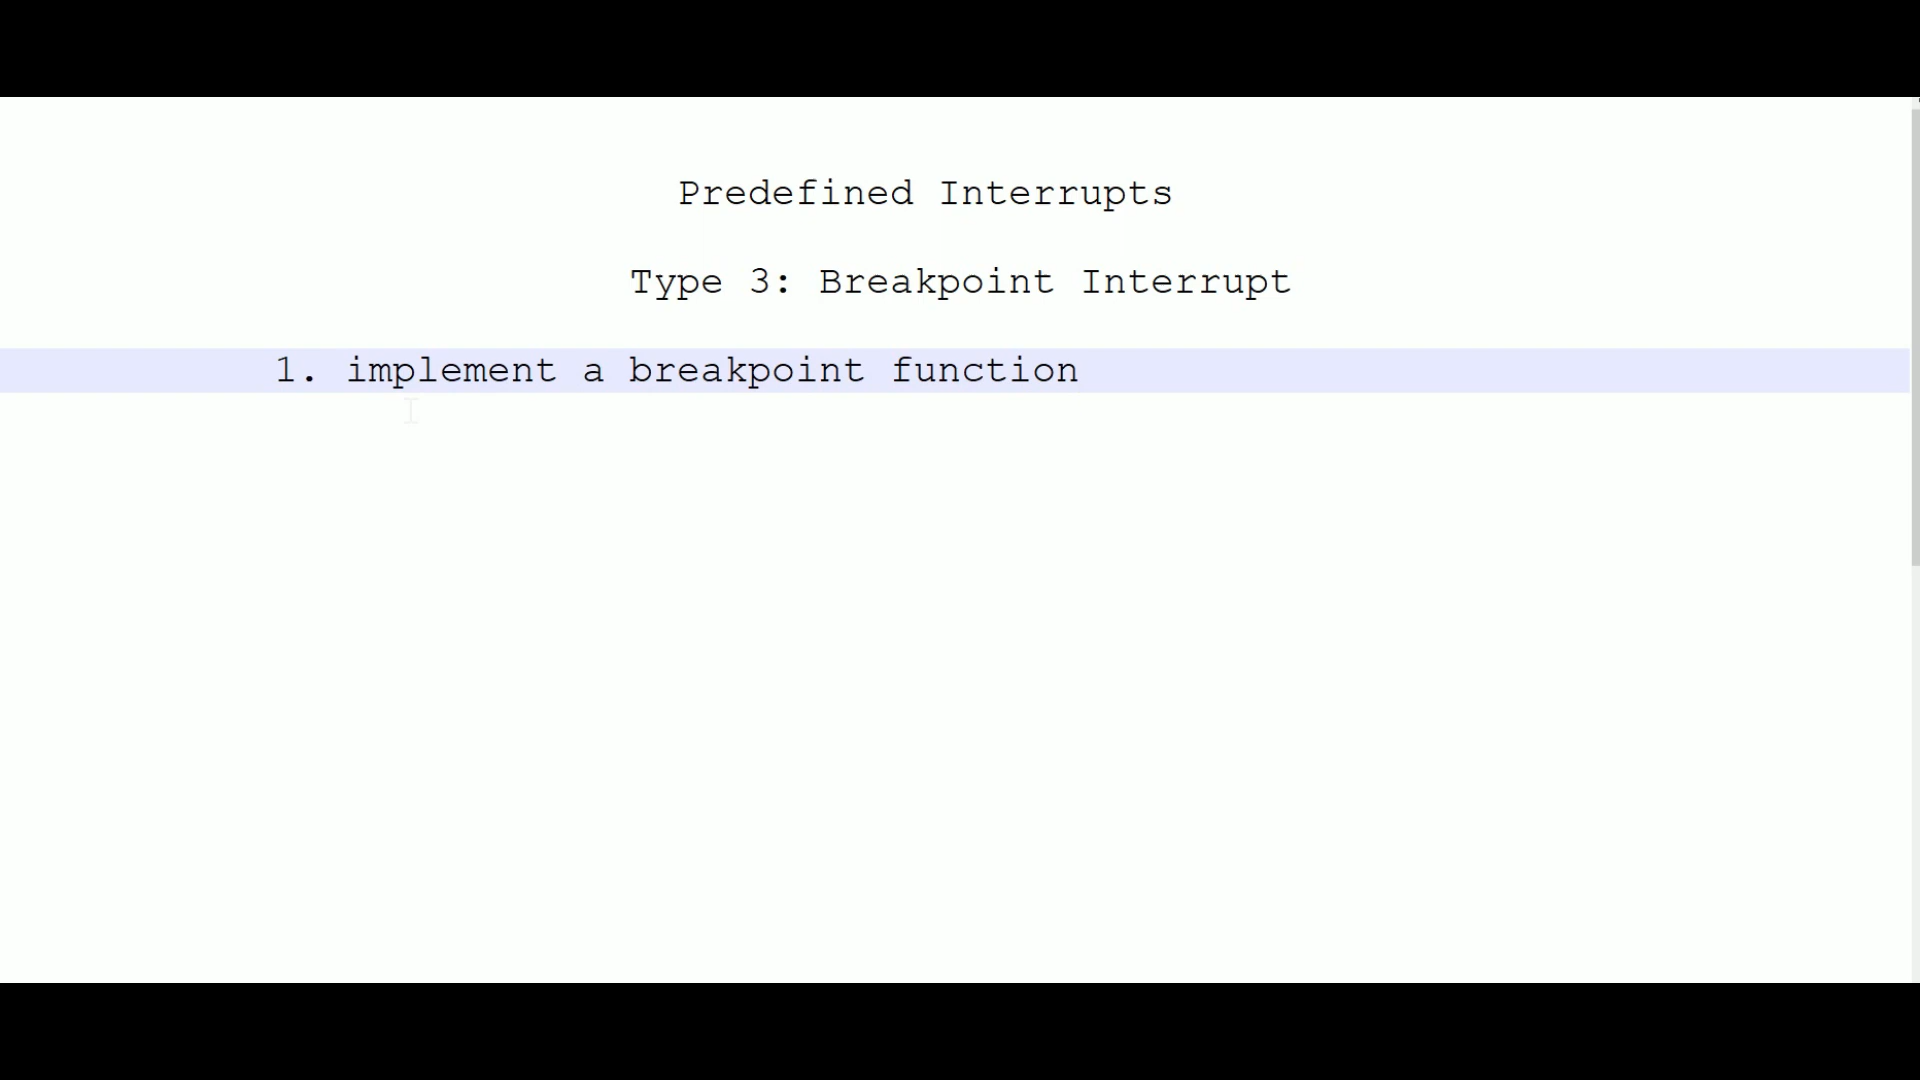 Predefined Interrupts
Type 3: Breakpoint Interrupt
1. implement a breakpoint function